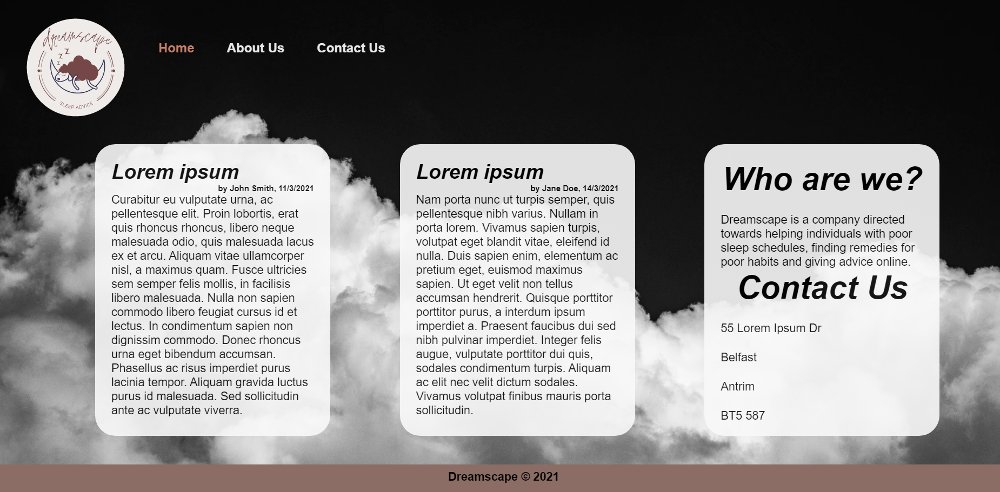 dreamscape
z z z
SLEEP ADVICE
Home About Us Contact Us
Lorem ipsum
by John Smith, 11/3/2021
Curabitur eu vulputate urna, ac
pellentesque elit. Proin lobortis, erat
quis rhoncus rhoncus, libero neque
malesuada odio, quis malesuada lacus
ex et arcu. Aliquam vitae ullamcorper
nisl, a maximus quam. Fusce ultricies
sem semper felis mollis, in facilisis
libero malesuada. Nulla non sapien
commodo libero feugiat cursus id et
lectus. In condimentum sapien non
dignissim commodo. Donec rhoncus
urna eget bibendum accumsan.
Phasellus ac risus imperdiet purus
lacinia tempor. Aliquam gravida luctus
purus id malesuada. Sed sollicitudin
ante ac vulputate viverra.
Lorem ipsum
by Jane Doe, 14/3/2021
Nam porta nunc ut turpis semper, quis
pellentesque nibh varius. Nullam in
porta lorem. Vivamus sapien turpis,
volutpat eget blandit vitae, eleifend id
nulla. Duis sapien enim, elementum ac
pretium eget, euismod maximus
sapien. Ut eget velit non tellus
accumsan hendrerit. Quisque porttitor
porttitor purus, a interdum ipsum
imperdiet a. Praesent faucibus dui sed
nibh pulvinar imperdiet. Integer felis
augue, vulputate porttitor dui quis,
sodales condimentum turpis. Aliquam
ac elit nec velit dictum sodales.
Vivamus volutpat finibus mauris porta
sollicitudin.
Who are we?
Dreamscape is a company directed
towards helping individuals with poor
sleep schedules, finding remedies for
poor habits and giving advice online.
Contact Us
55 Lorem Ipsum Dr
Belfast
Antrim
BT5 587
Dreamscape © 2021